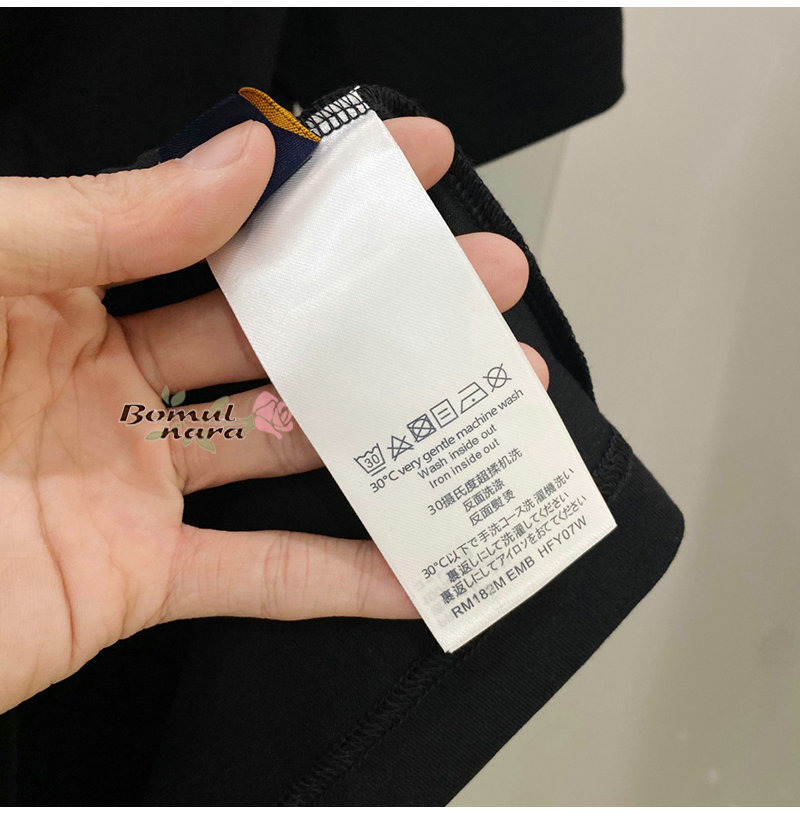 Bomul
nara
30
30°C very gentle machine wash
Wash inside out
Iron inside out
30摄氏度超揉机洗
反面洗涤
反面熨烫
30°C以下で手洗コース洗濯機洗い
裏返しにして洗濯してください
裏返しにしてアイロンをおててください
RM182M EMB HFY07W